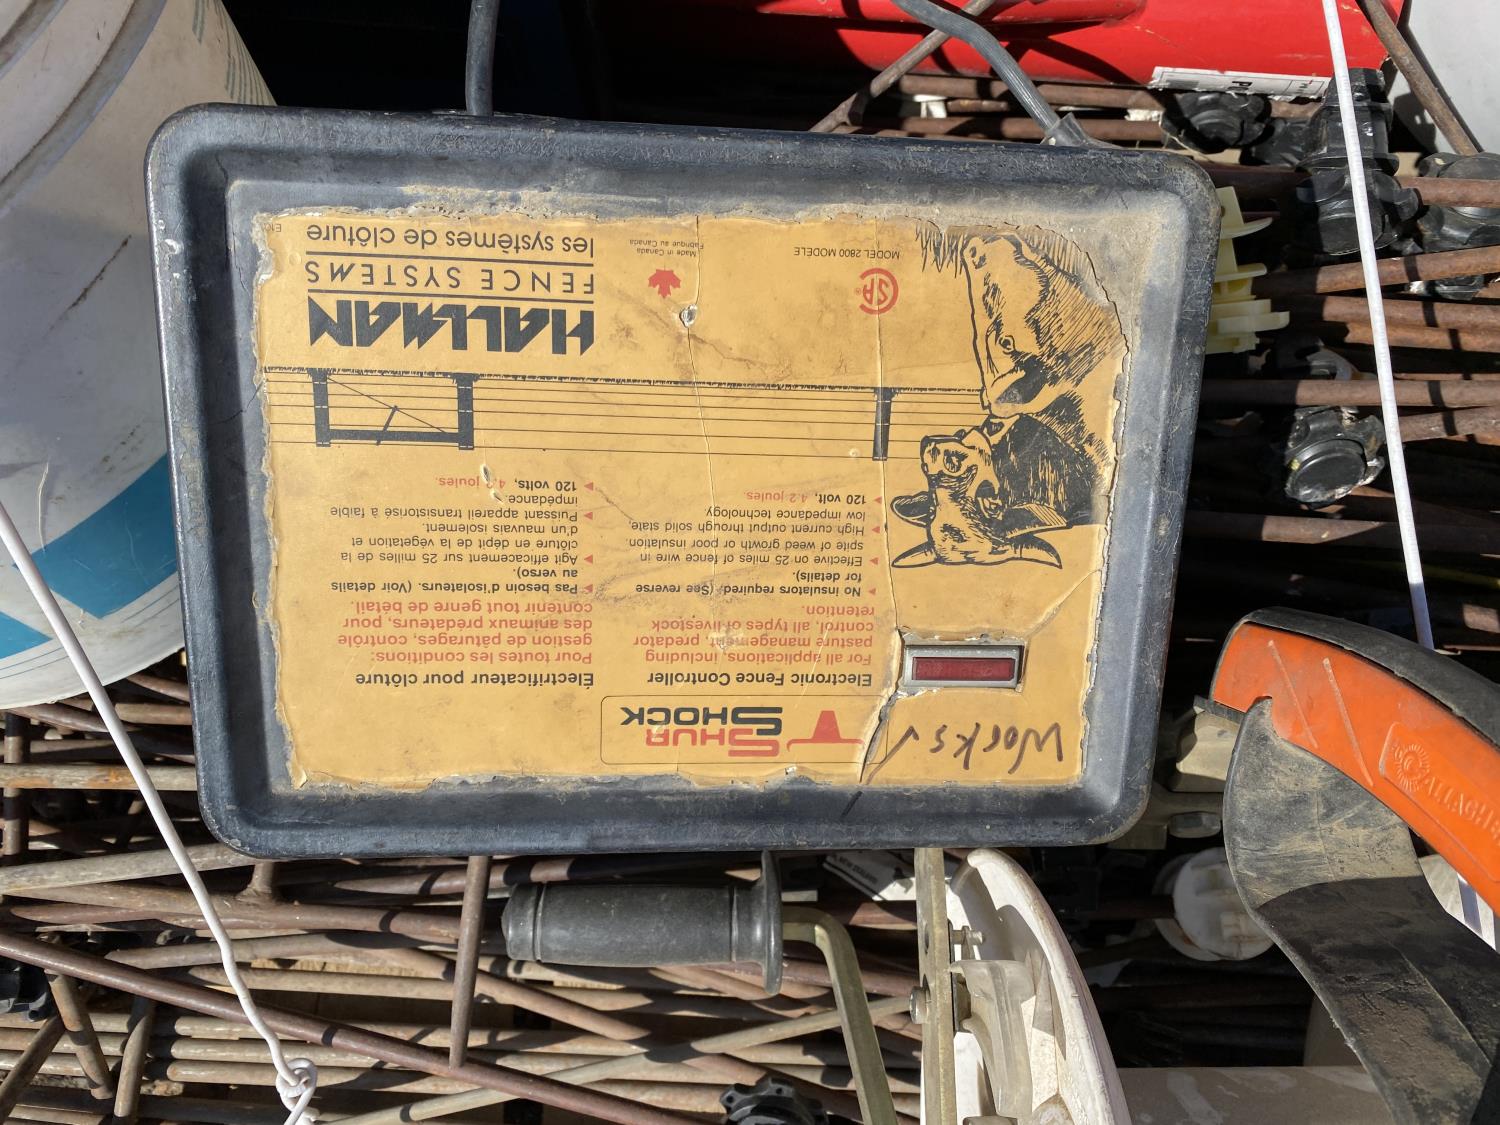 Works ✓
SHUR
SHOCK
Electronic Fence Controller
For all applications, including
pasture management, predator
control, all types of livestock
retention.
No insulators required. (See reverse
for details).
Effective on 25 miles of fence wire in
spite of weed growth or poor insulation.
High current output through solid state,
low impedance technology.
120 volt, 4.2 joules.
Électrificateur pour clôture
Pour toutes les conditions:
gestion de pâturages, contrôle
des animaux prédateurs, pour
contenir tout genre de bétail.
Pas besoin d'isolateurs. (Voir details
au verso).
Agit efficacement sur 25 milles de la
clôture en dépit de la végétation et
d'un mauvais isolement.
Puissant appareil transistorisé à faible
impédance.
120 volts, 4.2 joules.
HALLMAN
FENCE SYSTEMS
les systèmes de clôture
MODEL 2800 MODÈLE
Made in Canada
Fabriqué au Canada